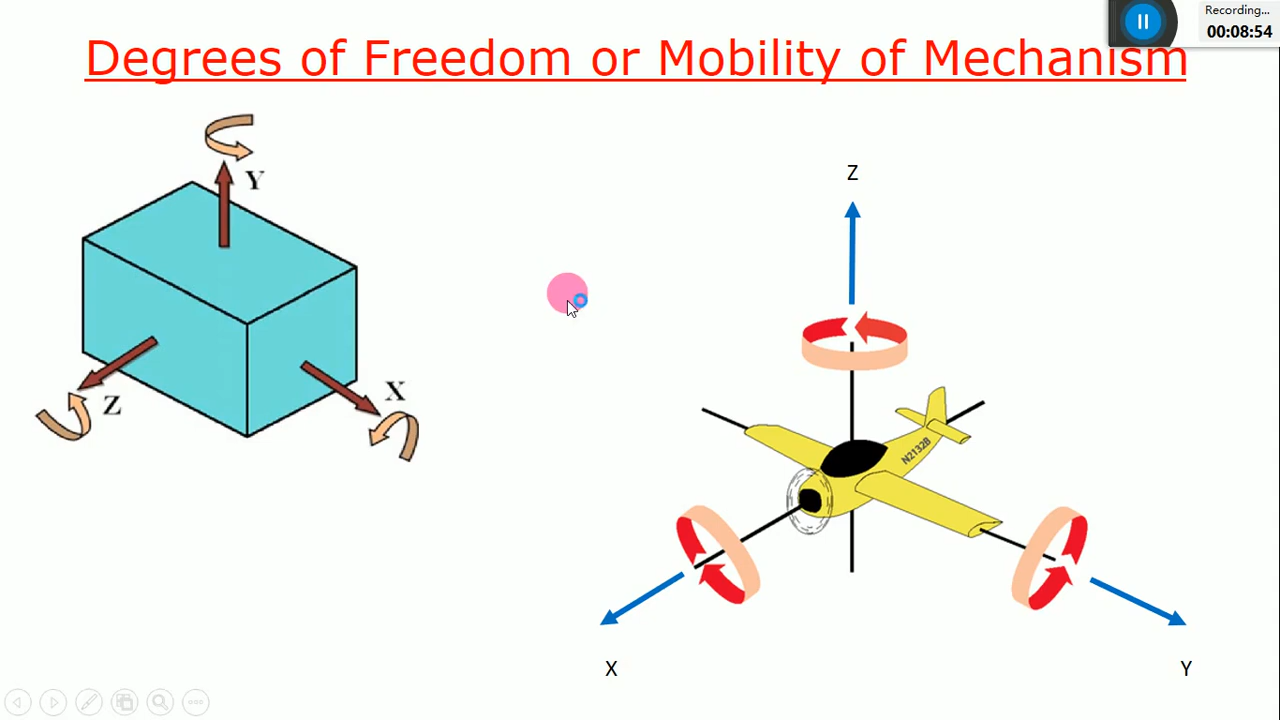 Recording...
00:08:54
Degrees of Freedom or Mobility of Mechanism
Y
Z
X
Z
N2132B
X
Y